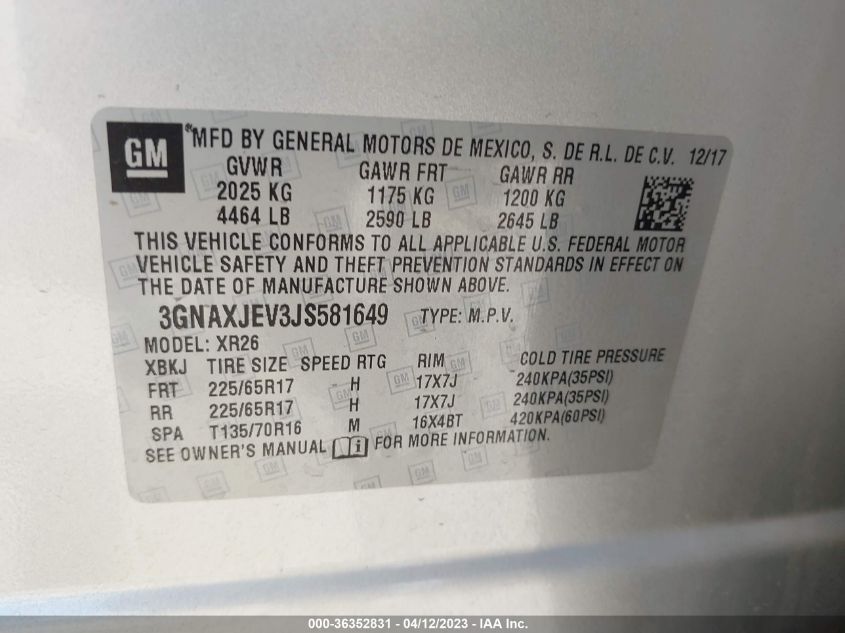 GM
MFD BY GENERAL MOTORS DE MEXICO, S. DE R.L. DE C.V. 12/17
GVWR GAWR FRT GAWR RR
2025 KG 1175 KG 1200 KG
4464 LB 2590 LB 2645 LB
THIS VEHICLE CONFORMS TO ALL APPLICABLE U.S. FEDERAL MOTOR
VEHICLE SAFETY AND THEFT PREVENTION STANDARDS IN EFFECT ON
THE DATE OF MANUFACTURE SHOWN ABOVE.
3GNAXJEV3JS581649 TYPE: M.P.V.
MODEL: XR26
XBKJ TIRE SIZE SPEED RTG RIM COLD TIRE PRESSURE
FRT 225/65R17 H 17X7J 240KPA(35PSI)
RR 225/65R17 H 17X7J 240KPA(35PSI)
SPA T135/70R16 M 16X4BT 420KPA(60PSI)
SEE OWNER'S MANUAL i FOR MORE INFORMATION.
000-36352831 - 04/12/2023 - IAA Inc.